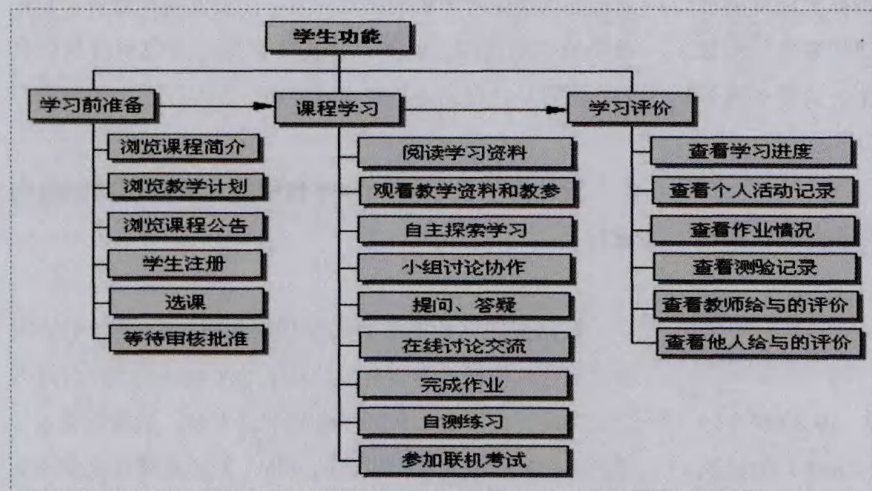 学生功能
学习前准备
课程学习
学习评价
浏览课程简介
浏览教学计划
浏览课程公告
学生注册
选课
等待审核批准
阅读学习资料
观看教学资料和教参
自主探索学习
小组讨论协作
提问、答疑
在线讨论交流
完成作业
自测练习
参加联机考试
查看学习进度
查看个人活动记录
查看作业情况
查看测验记录
查看教师给与的评价
查看他人给与的评价